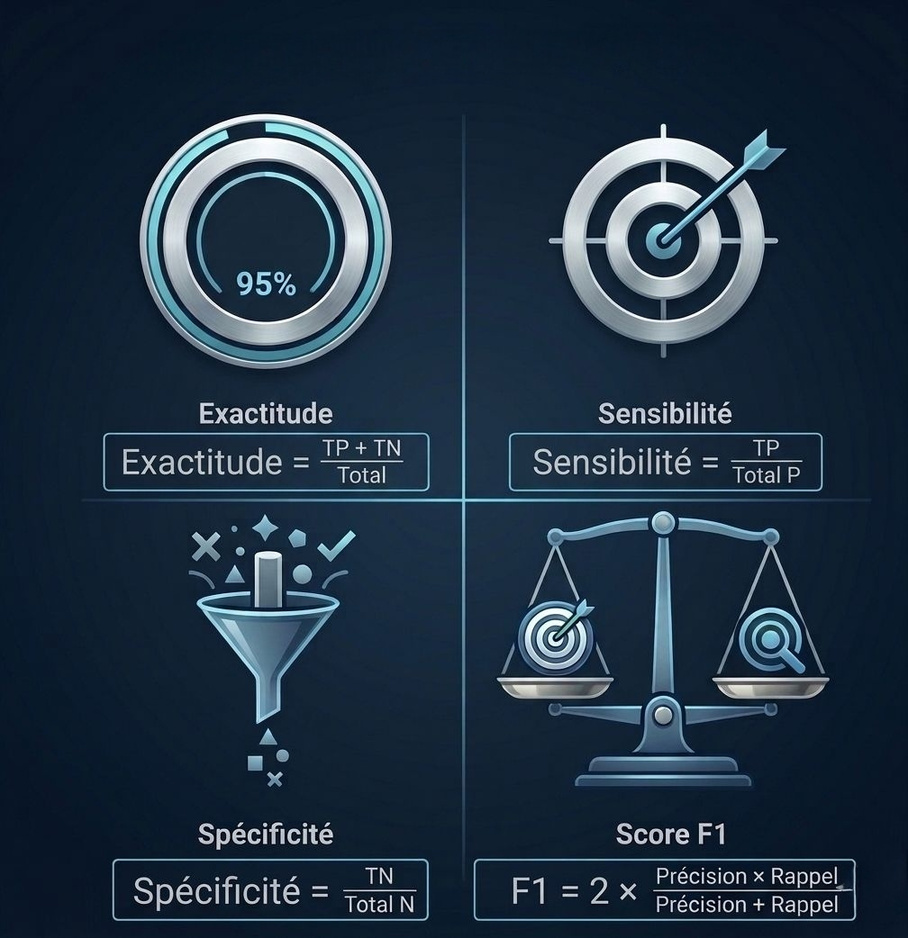 95%
Exactitude
Exactitude = (TP + TN) / Total
Sensibilité
Sensibilité = TP / Total P
Spécificité
Spécificité = TN / Total N
Score F1
F1 = 2 × (Précision × Rappel) / (Précision + Rappel)